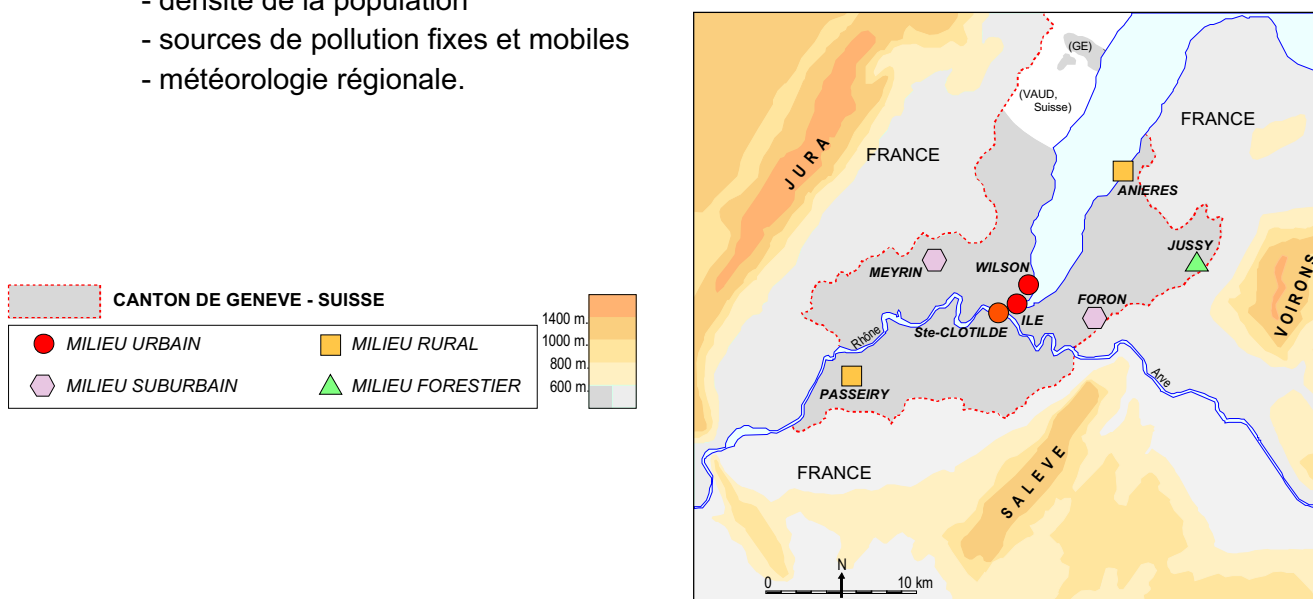 - densité de la population
- sources de pollution fixes et mobiles
- météorologie régionale.
CANTON DE GENEVE - SUISSE
MILIEU URBAIN
MILIEU RURAL
MILIEU SUBURBAIN
MILIEU FORESTIER
1400 m.
1000 m.
800 m.
600 m.
(GE)
(VAUD,
Suisse)
FRANCE
FRANCE
JURA
ANIERES
JUSSY
MEYRIN
WILSON
VOIRONS
FORON
ILE
Ste-CLOTILDE
Rhône
Arve
PASSEIRY
FRANCE
SALEVE
N
0
10 km